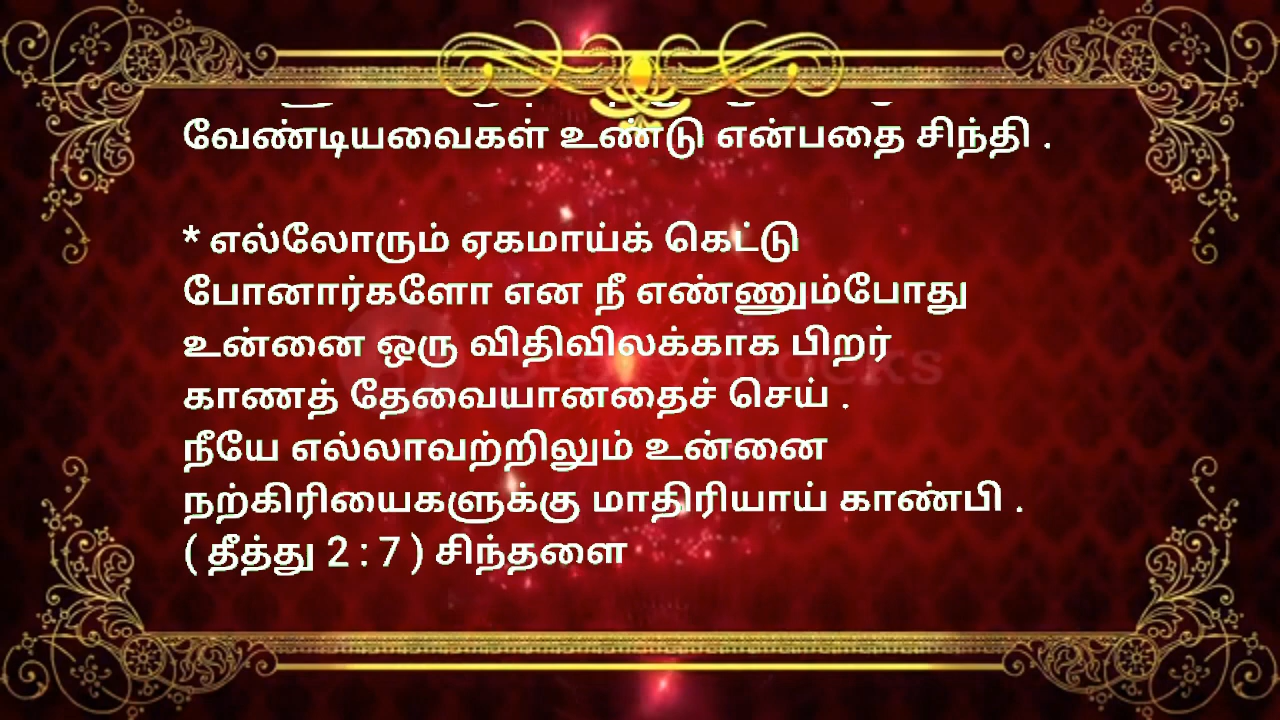 வேண்டியவைகள் உண்டு என்பதை சிந்தி .
* எல்லோரும் ஏகமாய்க் கெட்டு
போனார்களோ என நீ எண்ணும்போது
உன்னை ஒரு விதிவிலக்காக பிறர்
காணத் தேவையானதைச் செய் .
நீயே எல்லாவற்றிலும் உன்னை
நற்கிரியைகளுக்கு மாதிரியாய் காண்பி .
( தீத்து 2 : 7 ) சிந்தளை